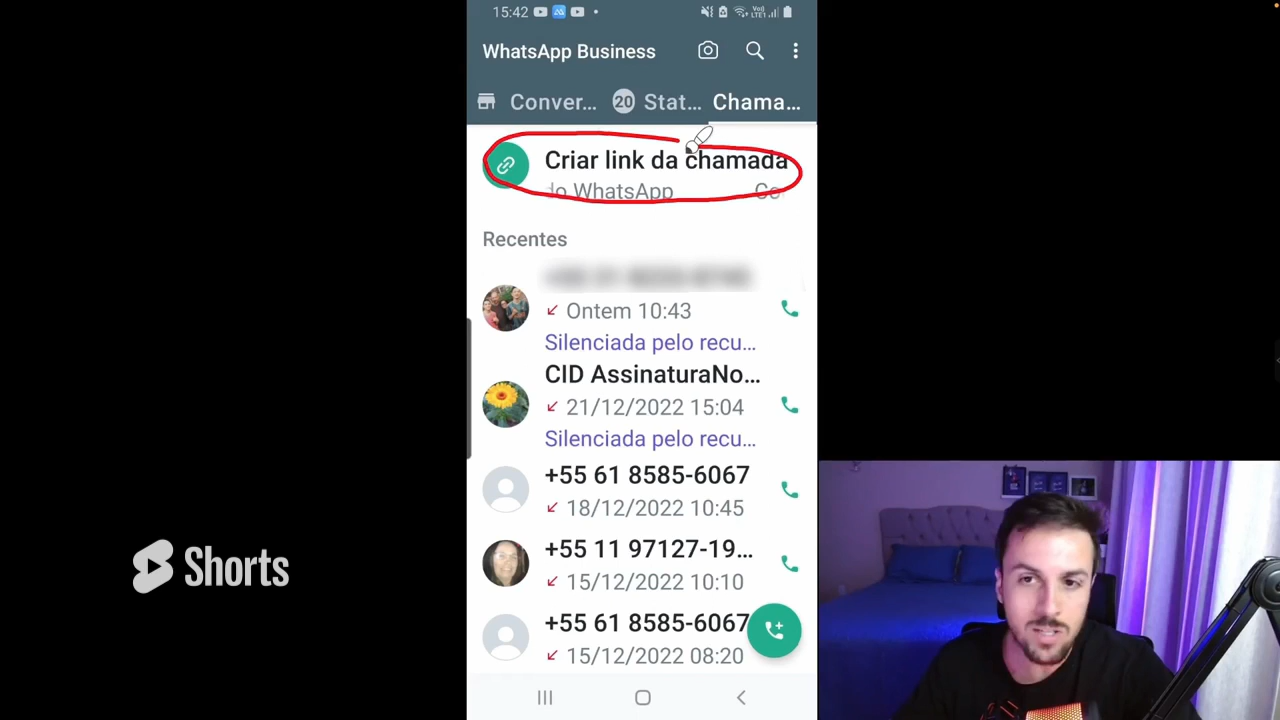 15:42
WhatsApp Business
Conver... 20 Stat... Chama...
Criar link da chamada
do WhatsApp Co
Recentes
Ontem 10:43
Silenciada pelo recu...
CID AssinaturaNo...
21/12/2022 15:04
Silenciada pelo recu...
+55 61 8585-6067
18/12/2022 10:45
+55 11 97127-19...
15/12/2022 10:10
+55 61 8585-6067
15/12/2022 08:20
Shorts